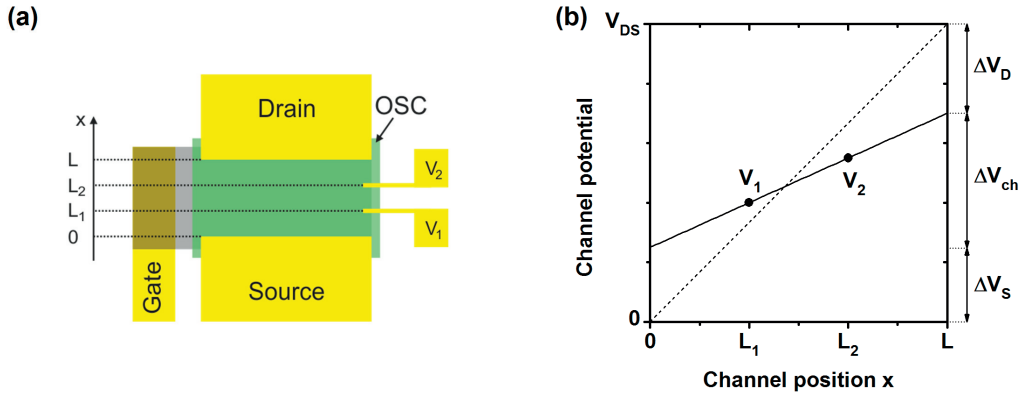 (a)
Drain
OSC
x
L
L2
L1
0
V2
V1
Gate
Source
(b)
VDS
0
Channel potential
V1
V2
ΔVD
ΔVch
ΔVS
0
L1
L2
L
Channel position x